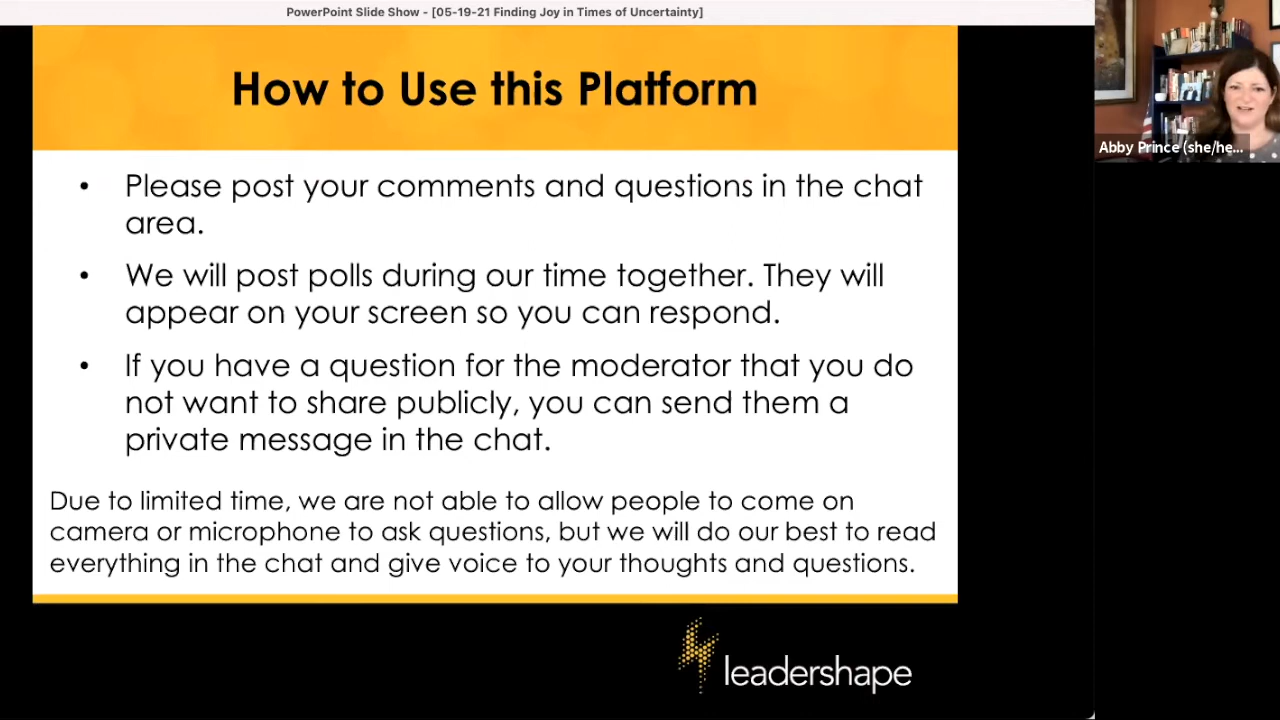 PowerPoint Slide Show - [05-19-21 Finding Joy in Times of Uncertainty]
How to Use this Platform
Abby Prince (she/he...
• Please post your comments and questions in the chat
area.
• We will post polls during our time together. They will
appear on your screen so you can respond.
• If you have a question for the moderator that you do
not want to share publicly, you can send them a
private message in the chat.
Due to limited time, we are not able to allow people to come on
camera or microphone to ask questions, but we will do our best to read
everything in the chat and give voice to your thoughts and questions.
leadershape